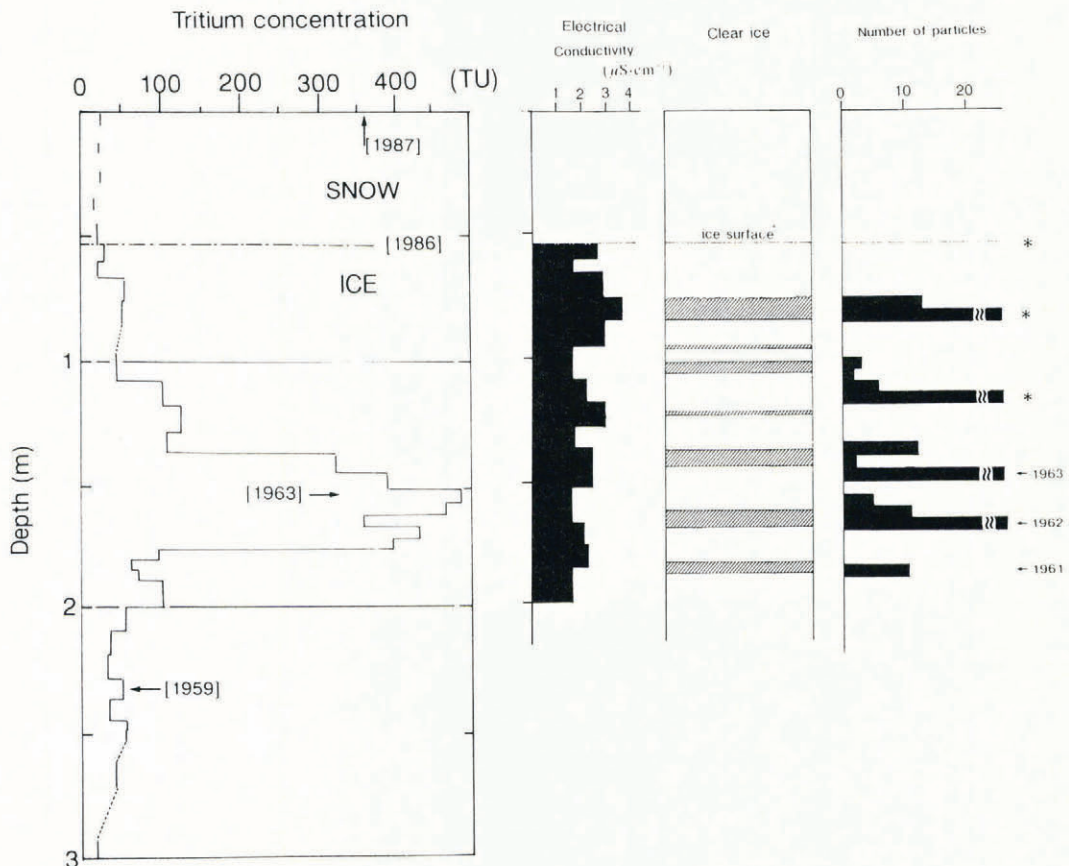 Tritium concentration
0 100 200 300 400 (TU)
[1987]
SNOW
[1986]
ICE
[1963]
[1959]
Depth (m)
1
2
3
Electrical
Conductivity
(μS·cm⁻¹)
1 2 3 4
Clear ice
ice surface
Number of particles
0 10 20
*
*
*
← 1963
← 1962
← 1961